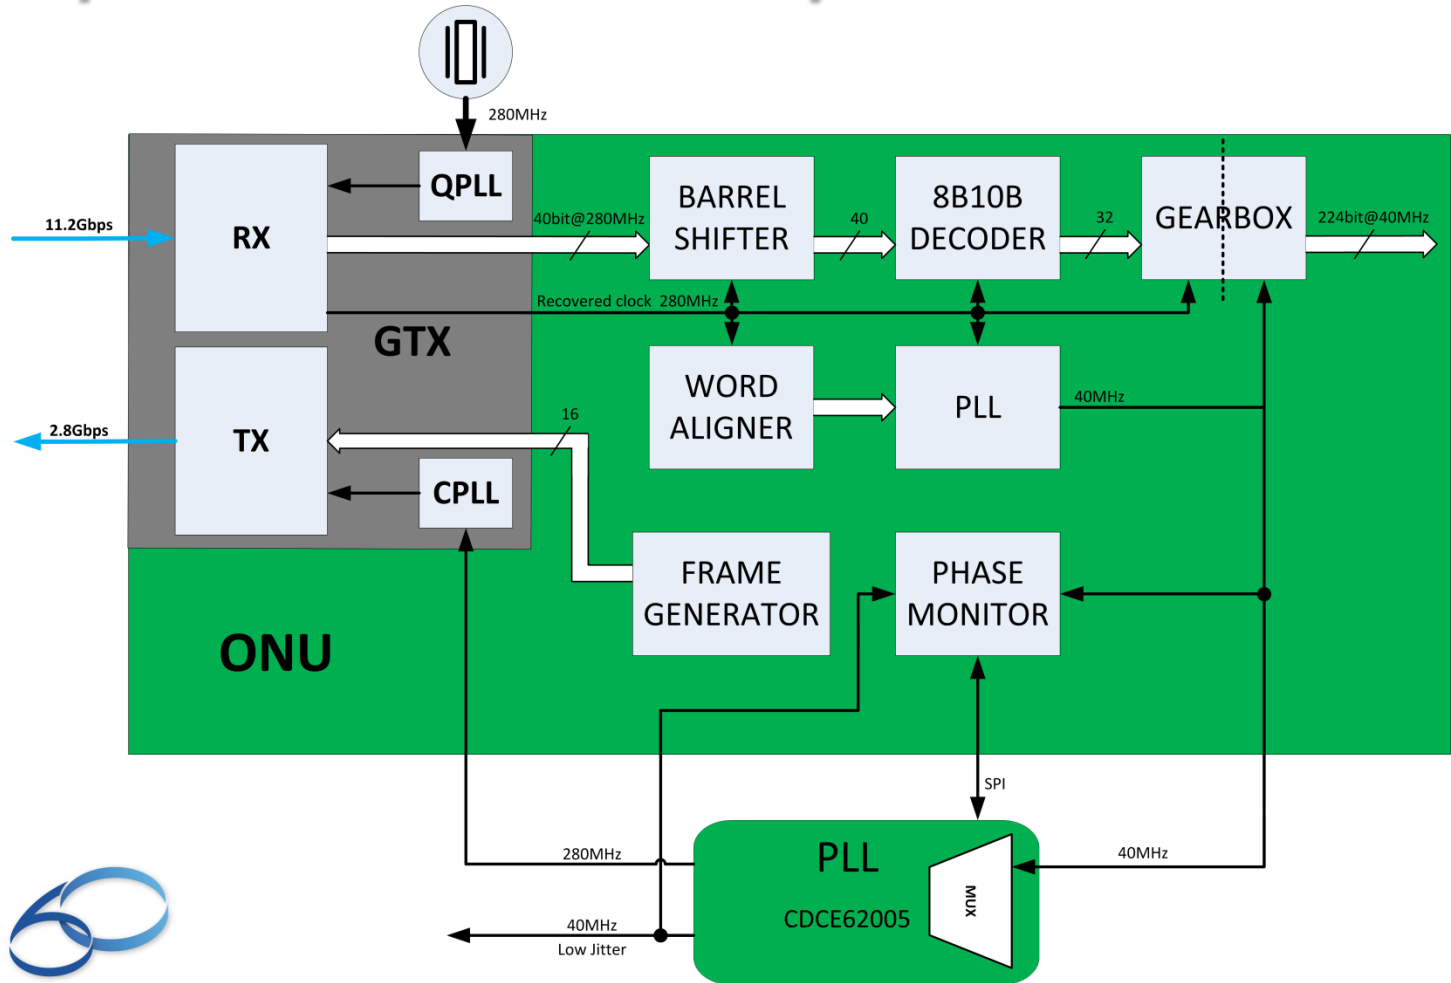 280MHz
QPLL
RX
11.2Gbps
40bit@280MHz
BARREL
SHIFTER
40
8B10B
DECODER
32
GEARBOX
224bit@40MHz
Recovered clock 280MHz
GTX
TX
2.8Gbps
16
CPLL
WORD
ALIGNER
PLL
40MHz
FRAME
GENERATOR
PHASE
MONITOR
ONU
SPI
280MHz
PLL
CDCE62005
MUX
40MHz
40MHz
Low Jitter